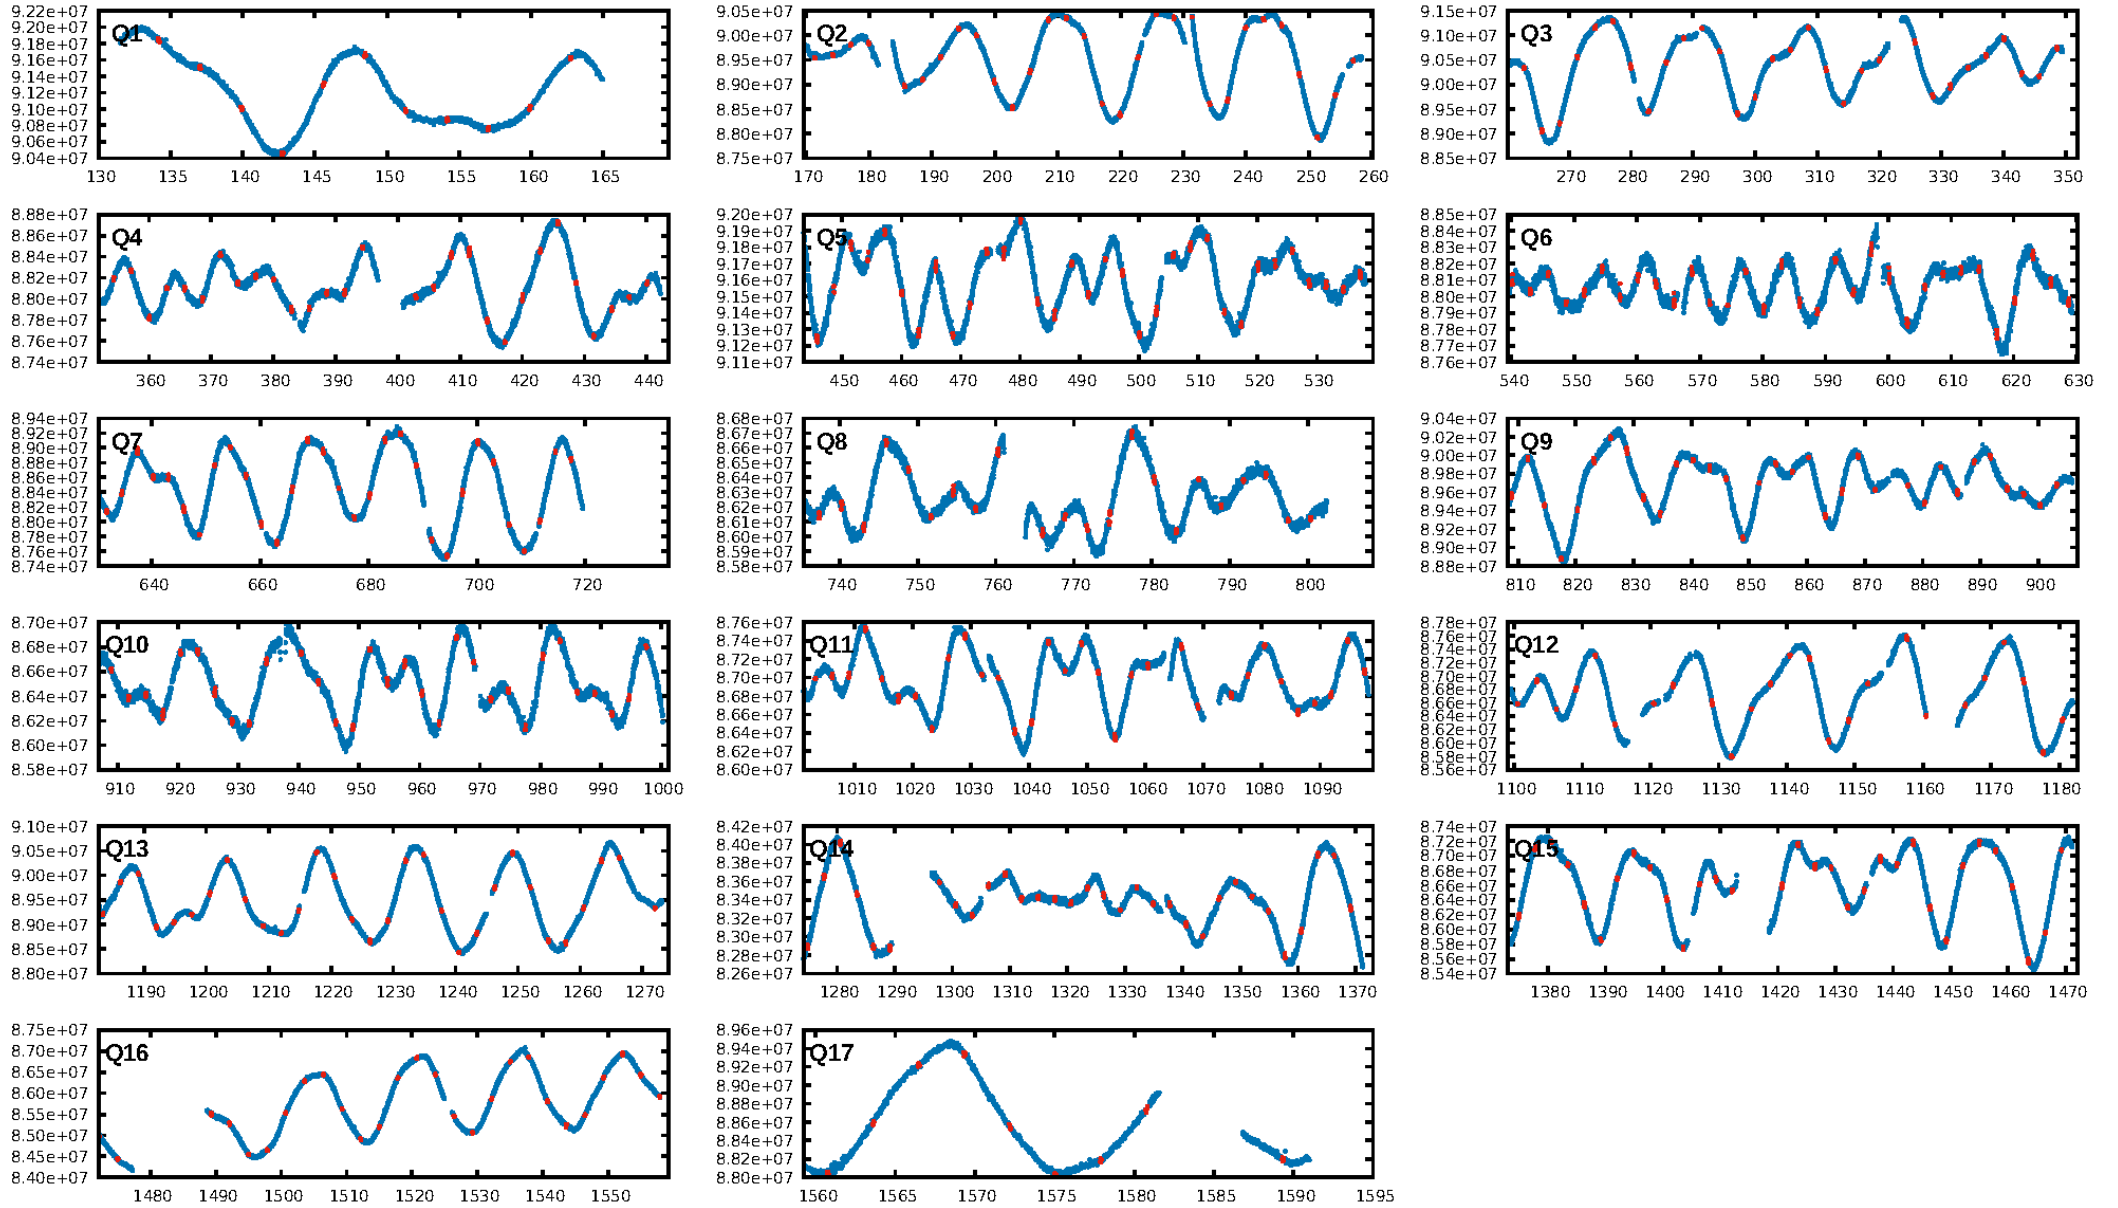 9.22e+07
9.20e+07
9.18e+07
9.16e+07
9.14e+07
9.12e+07
9.10e+07
9.08e+07
9.06e+07
9.04e+07
Q1
130 135 140 145 150 155 160 165
9.05e+07
9.00e+07
8.95e+07
8.90e+07
8.85e+07
8.80e+07
8.75e+07
Q2
170 180 190 200 210 220 230 240 250 260
9.15e+07
9.10e+07
9.05e+07
9.00e+07
8.95e+07
8.90e+07
8.85e+07
Q3
270 280 290 300 310 320 330 340 350
8.88e+07
8.86e+07
8.84e+07
8.82e+07
8.80e+07
8.78e+07
8.76e+07
8.74e+07
Q4
360 370 380 390 400 410 420 430 440
9.20e+07
9.19e+07
9.18e+07
9.17e+07
9.16e+07
9.15e+07
9.14e+07
9.13e+07
9.12e+07
9.11e+07
Q5
450 460 470 480 490 500 510 520 530
8.85e+07
8.84e+07
8.83e+07
8.82e+07
8.81e+07
8.80e+07
8.79e+07
8.78e+07
8.77e+07
8.76e+07
Q6
540 550 560 570 580 590 600 610 620 630
8.94e+07
8.92e+07
8.90e+07
8.88e+07
8.86e+07
8.84e+07
8.82e+07
8.80e+07
8.78e+07
8.76e+07
8.74e+07
Q7
640 660 680 700 720
8.68e+07
8.67e+07
8.66e+07
8.65e+07
8.64e+07
8.63e+07
8.62e+07
8.61e+07
8.60e+07
8.59e+07
8.58e+07
Q8
740 750 760 770 780 790 800
9.04e+07
9.02e+07
9.00e+07
8.98e+07
8.96e+07
8.94e+07
8.92e+07
8.90e+07
8.88e+07
Q9
810 820 830 840 850 860 870 880 890 900
8.70e+07
8.68e+07
8.66e+07
8.64e+07
8.62e+07
8.60e+07
8.58e+07
Q10
910 920 930 940 950 960 970 980 990 1000
8.76e+07
8.74e+07
8.72e+07
8.70e+07
8.68e+07
8.66e+07
8.64e+07
8.62e+07
8.60e+07
Q11
1010 1020 1030 1040 1050 1060 1070 1080 1090
8.78e+07
8.76e+07
8.74e+07
8.72e+07
8.70e+07
8.68e+07
8.66e+07
8.64e+07
8.62e+07
8.60e+07
8.58e+07
8.56e+07
Q12
1100 1110 1120 1130 1140 1150 1160 1170 1180
9.10e+07
9.05e+07
9.00e+07
8.95e+07
8.90e+07
8.85e+07
8.80e+07
Q13
1190 1200 1210 1220 1230 1240 1250 1260 1270
8.42e+07
8.40e+07
8.38e+07
8.36e+07
8.34e+07
8.32e+07
8.30e+07
8.28e+07
8.26e+07
Q14
1280 1290 1300 1310 1320 1330 1340 1350 1360 1370
8.74e+07
8.72e+07
8.70e+07
8.68e+07
8.66e+07
8.64e+07
8.62e+07
8.60e+07
8.58e+07
8.56e+07
8.54e+07
Q15
1380 1390 1400 1410 1420 1430 1440 1450 1460 1470
8.75e+07
8.70e+07
8.65e+07
8.60e+07
8.55e+07
8.50e+07
8.45e+07
8.40e+07
Q16
1480 1490 1500 1510 1520 1530 1540 1550
8.96e+07
8.94e+07
8.92e+07
8.90e+07
8.88e+07
8.86e+07
8.84e+07
8.82e+07
8.80e+07
Q17
1560 1565 1570 1575 1580 1585 1590 1595